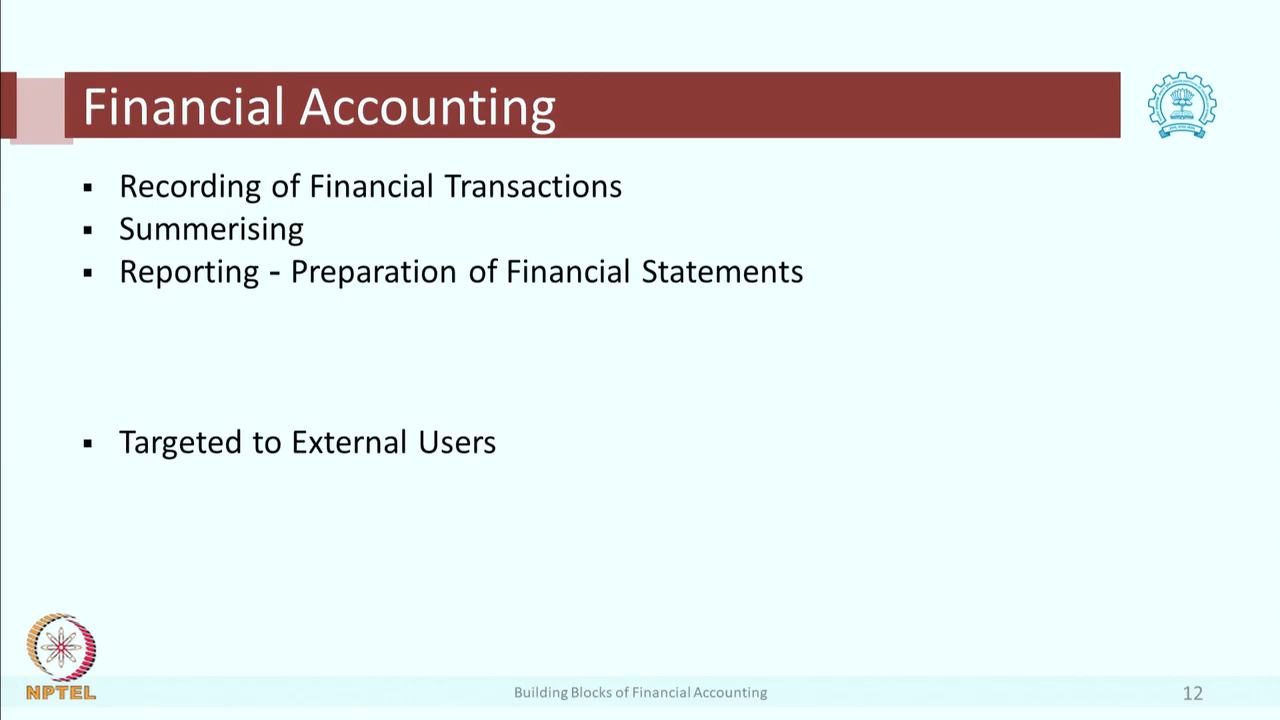 Financial Accounting
▪ Recording of Financial Transactions
▪ Summerising
▪ Reporting - Preparation of Financial Statements
▪ Targeted to External Users
NPTEL
Building Blocks of Financial Accounting
12